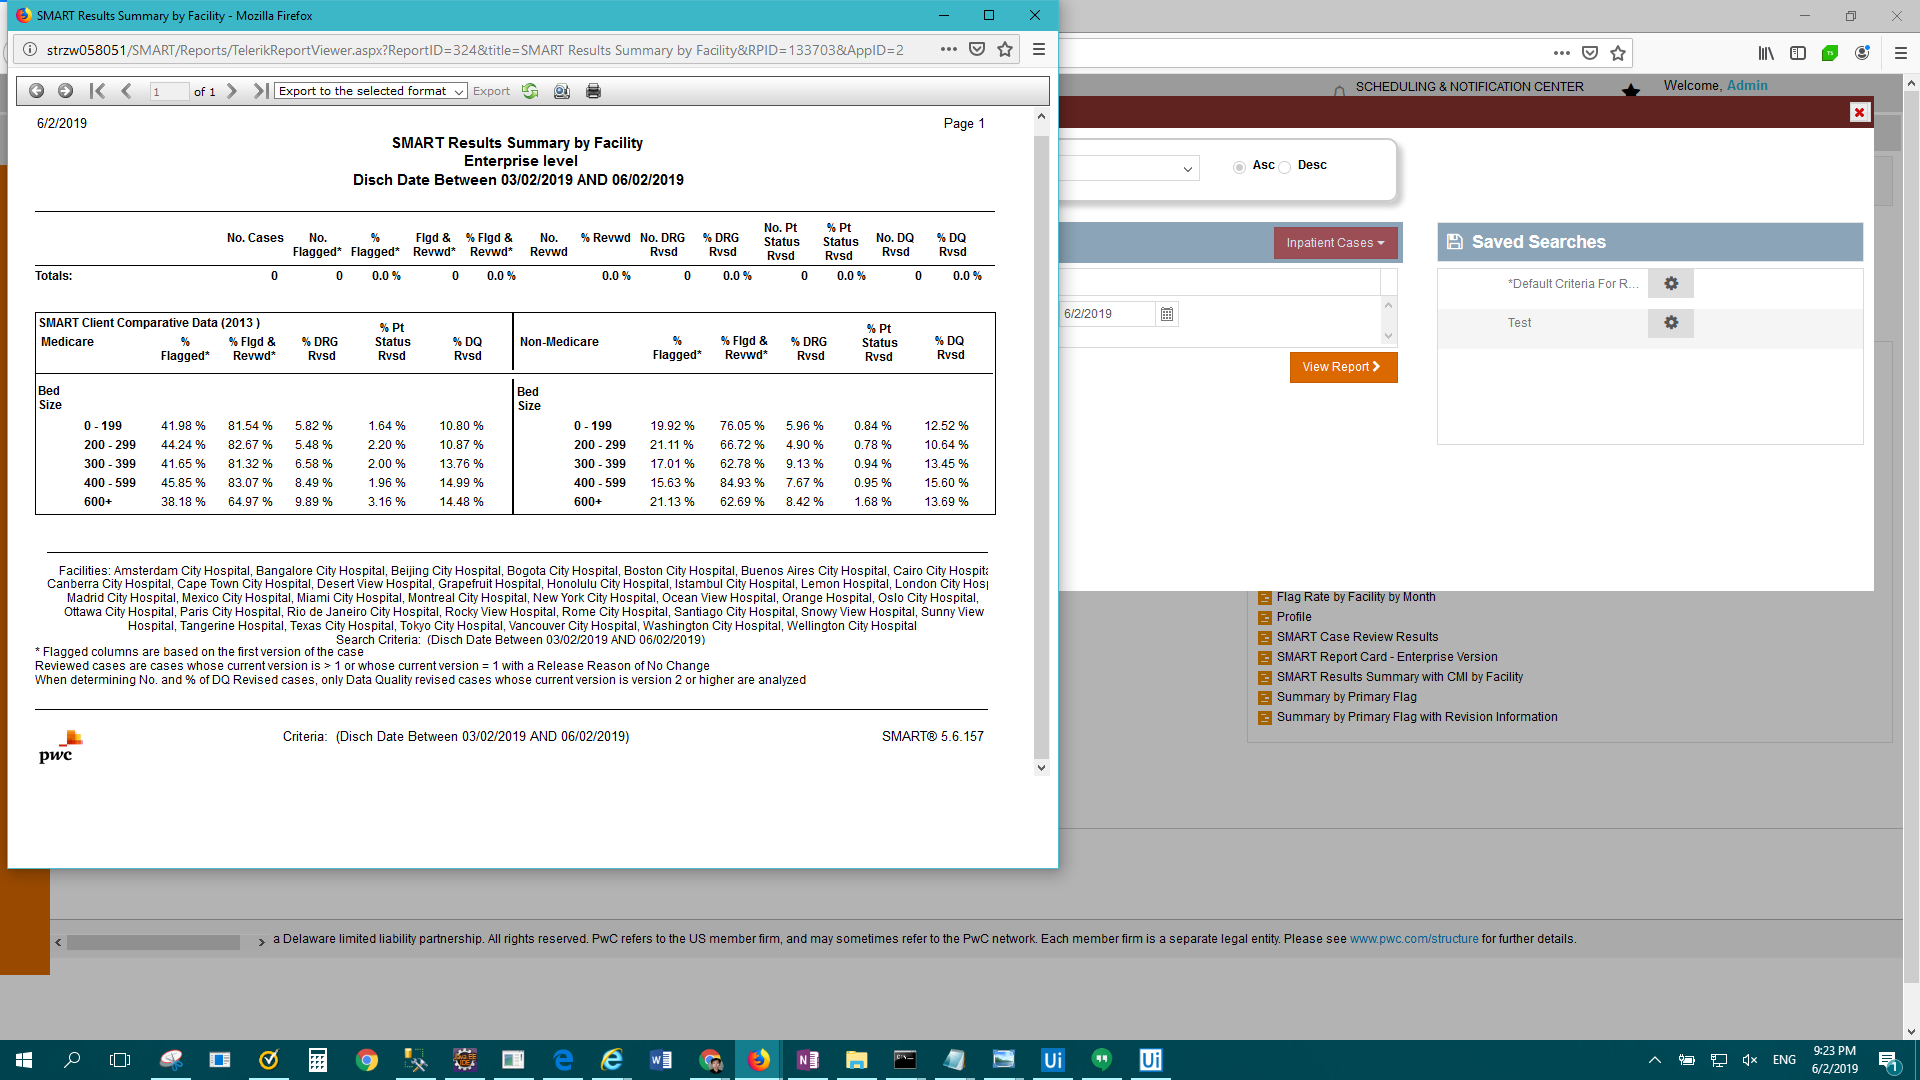 SMART Results Summary by Facility - Mozilla Firefox
strzw058051/SMART/Reports/TelerikReportViewer.aspx?ReportID=324&title=SMART Results Summary by Facility&RPID=133703&AppID=2
1 of 1 Export to the selected format Export
6/2/2019 Page 1
SMART Results Summary by Facility
Enterprise level
Disch Date Between 03/02/2019 AND 06/02/2019
No. Cases No. Flagged* % Flagged* Flgd & Revwd* % Flgd & Revwd* No. Revwd % Revwd No. DRG Rvsd % DRG Rvsd No. Pt Status Rvsd % Pt Status Rvsd No. DQ Rvsd % DQ Rvsd
Totals: 0 0 0.0 % 0 0.0 % 0.0 % 0 0.0 % 0 0.0 % 0 0.0 %
SMART Client Comparative Data (2013 )
Medicare % Flagged* % Flgd & Revwd* % DRG Rvsd % Pt Status Rvsd % DQ Rvsd
Bed Size
0 - 199 41.98 % 81.54 % 5.82 % 1.64 % 10.80 %
200 - 299 44.24 % 82.67 % 5.48 % 2.20 % 10.87 %
300 - 399 41.65 % 81.32 % 6.58 % 2.00 % 13.76 %
400 - 599 45.85 % 83.07 % 8.49 % 1.96 % 14.99 %
600+ 38.18 % 64.97 % 9.89 % 3.16 % 14.48 %
Non-Medicare % Flagged* % Flgd & Revwd* % DRG Rvsd % Pt Status Rvsd % DQ Rvsd
Bed Size
0 - 199 19.92 % 76.05 % 5.96 % 0.84 % 12.52 %
200 - 299 21.11 % 66.72 % 4.90 % 0.78 % 10.64 %
300 - 399 17.01 % 62.78 % 9.13 % 0.94 % 13.45 %
400 - 599 15.63 % 84.93 % 7.67 % 0.95 % 15.60 %
600+ 21.13 % 62.69 % 8.42 % 1.68 % 13.69 %
Facilities: Amsterdam City Hospital, Bangalore City Hospital, Beijing City Hospital, Bogota City Hospital, Boston City Hospital, Buenos Aires City Hospital, Cairo City Hospita
Canberra City Hospital, Cape Town City Hospital, Desert View Hospital, Grapefruit Hospital, Honolulu City Hospital, Istambul City Hospital, Lemon Hospital, London City Hosp
Madrid City Hospital, Mexico City Hospital, Miami City Hospital, Montreal City Hospital, New York City Hospital, Ocean View Hospital, Orange Hospital, Oslo City Hospital,
Ottawa City Hospital, Paris City Hospital, Rio de Janeiro City Hospital, Rocky View Hospital, Rome City Hospital, Santiago City Hospital, Snowy View Hospital, Sunny View
Hospital, Tangerine Hospital, Texas City Hospital, Tokyo City Hospital, Vancouver City Hospital, Washington City Hospital, Wellington City Hospital
Search Criteria: (Disch Date Between 03/02/2019 AND 06/02/2019)
* Flagged columns are based on the first version of the case
Reviewed cases are cases whose current version is > 1 or whose current version = 1 with a Release Reason of No Change
When determining No. and % of DQ Revised cases, only Data Quality revised cases whose current version is version 2 or higher are analyzed
pwc
Criteria: (Disch Date Between 03/02/2019 AND 06/02/2019)
SMART® 5.6.157
SCHEDULING & NOTIFICATION CENTER
Welcome, Admin
Asc Desc
Inpatient Cases
6/2/2019
View Report
Saved Searches
*Default Criteria For R...
Test
Flag Rate by Facility by Month
Profile
SMART Case Review Results
SMART Report Card - Enterprise Version
SMART Results Summary with CMI by Facility
Summary by Primary Flag
Summary by Primary Flag with Revision Information
a Delaware limited liability partnership. All rights reserved. PwC refers to the US member firm, and may sometimes refer to the PwC network. Each member firm is a separate legal entity. Please see www.pwc.com/structure for further details.
ENG
9:23 PM
6/2/2019
1